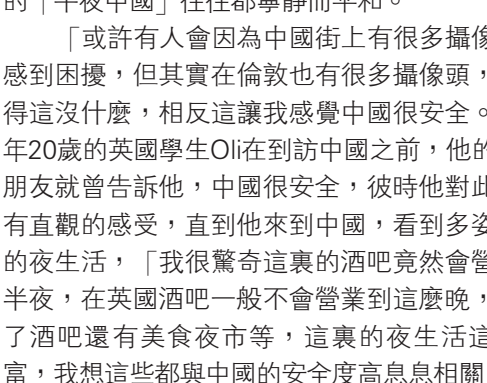 的「午夜中國」往往都寧靜而平和。
「或許有人會因為中國街上有很多攝像
感到困擾，但其實在倫敦也有很多攝像頭，
得這沒什麼，相反這讓我感覺中國很安全。
年20歲的英國學生Oli在到訪中國之前，他的
朋友就曾告訴他，中國很安全，彼時他對此
有直觀的感受，直到他來到中國，看到多姿
的夜生活，「我很驚奇這裏的酒吧竟然會營
半夜，在英國酒吧一般不會營業到這麼晚，
了酒吧還有美食夜市等，這裏的夜生活這
富，我想這些都與中國的安全度高息息相關